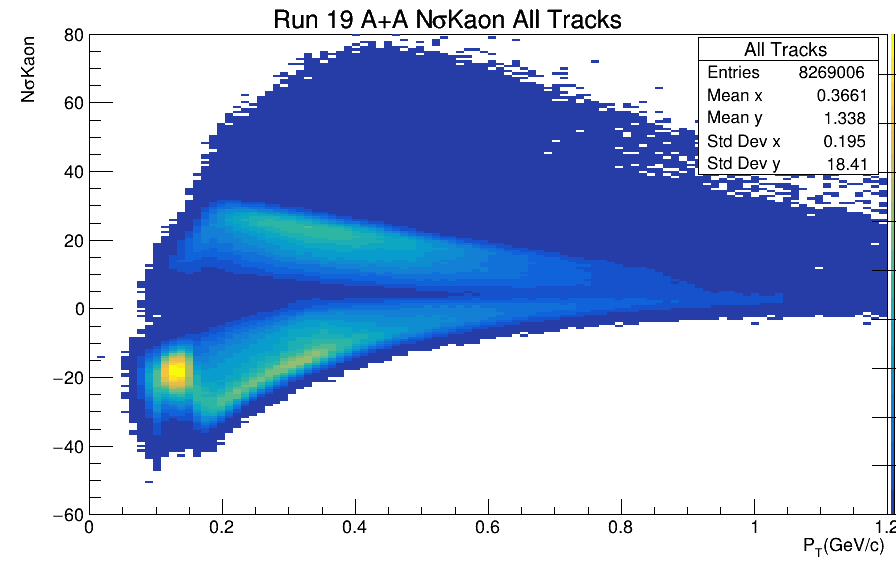 Run 19 A+A NσKaon All Tracks
NσKaon
80
60
40
20
0
−20
−40
−60
All Tracks
Entries 8269006
Mean x 0.3661
Mean y 1.338
Std Dev x 0.195
Std Dev y 18.41
0 0.2 0.4 0.6 0.8 1 1.2
P_T(GeV/c)